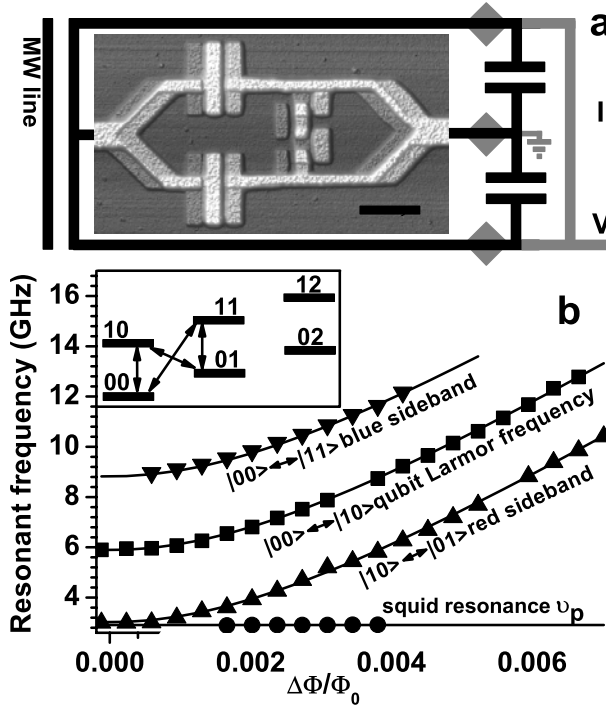 a
MW line
I
V
b
Resonant frequency (GHz)
16
14
12
10
8
6
4
12
11
10
02
01
00
|00>↔|11> blue sideband
|00>↔|10> qubit Larmor frequency
|10>↔|01> red sideband
squid resonance υp
0.000 0.002 0.004 0.006
ΔΦ/Φ0